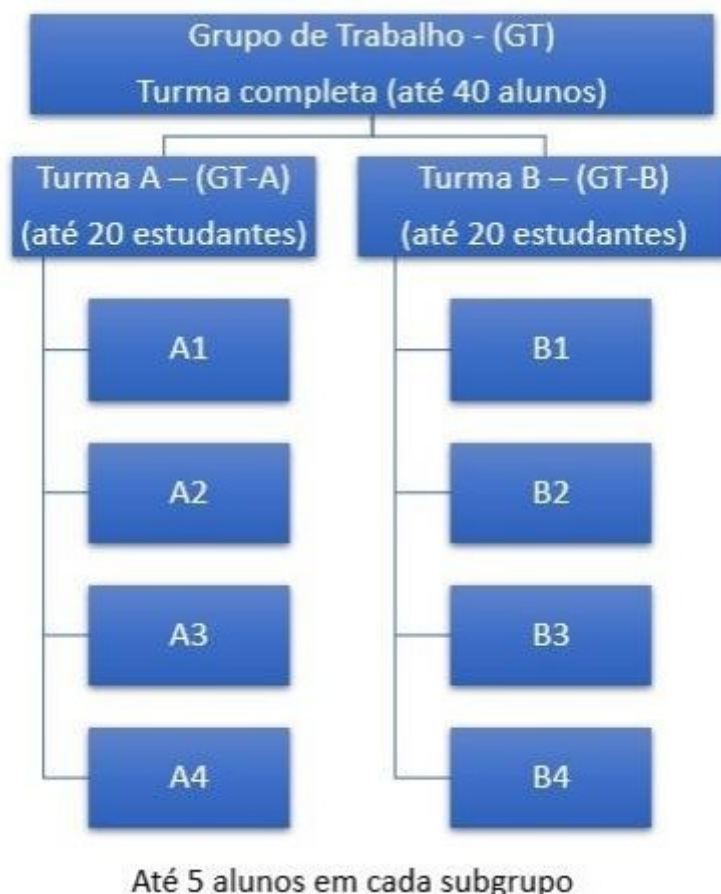 Grupo de Trabalho - (GT)
Turma completa (até 40 alunos)
Turma A – (GT-A)
(até 20 estudantes)
Turma B – (GT-B)
(até 20 estudantes)
A1
A2
A3
A4
B1
B2
B3
B4
Até 5 alunos em cada subgrupo